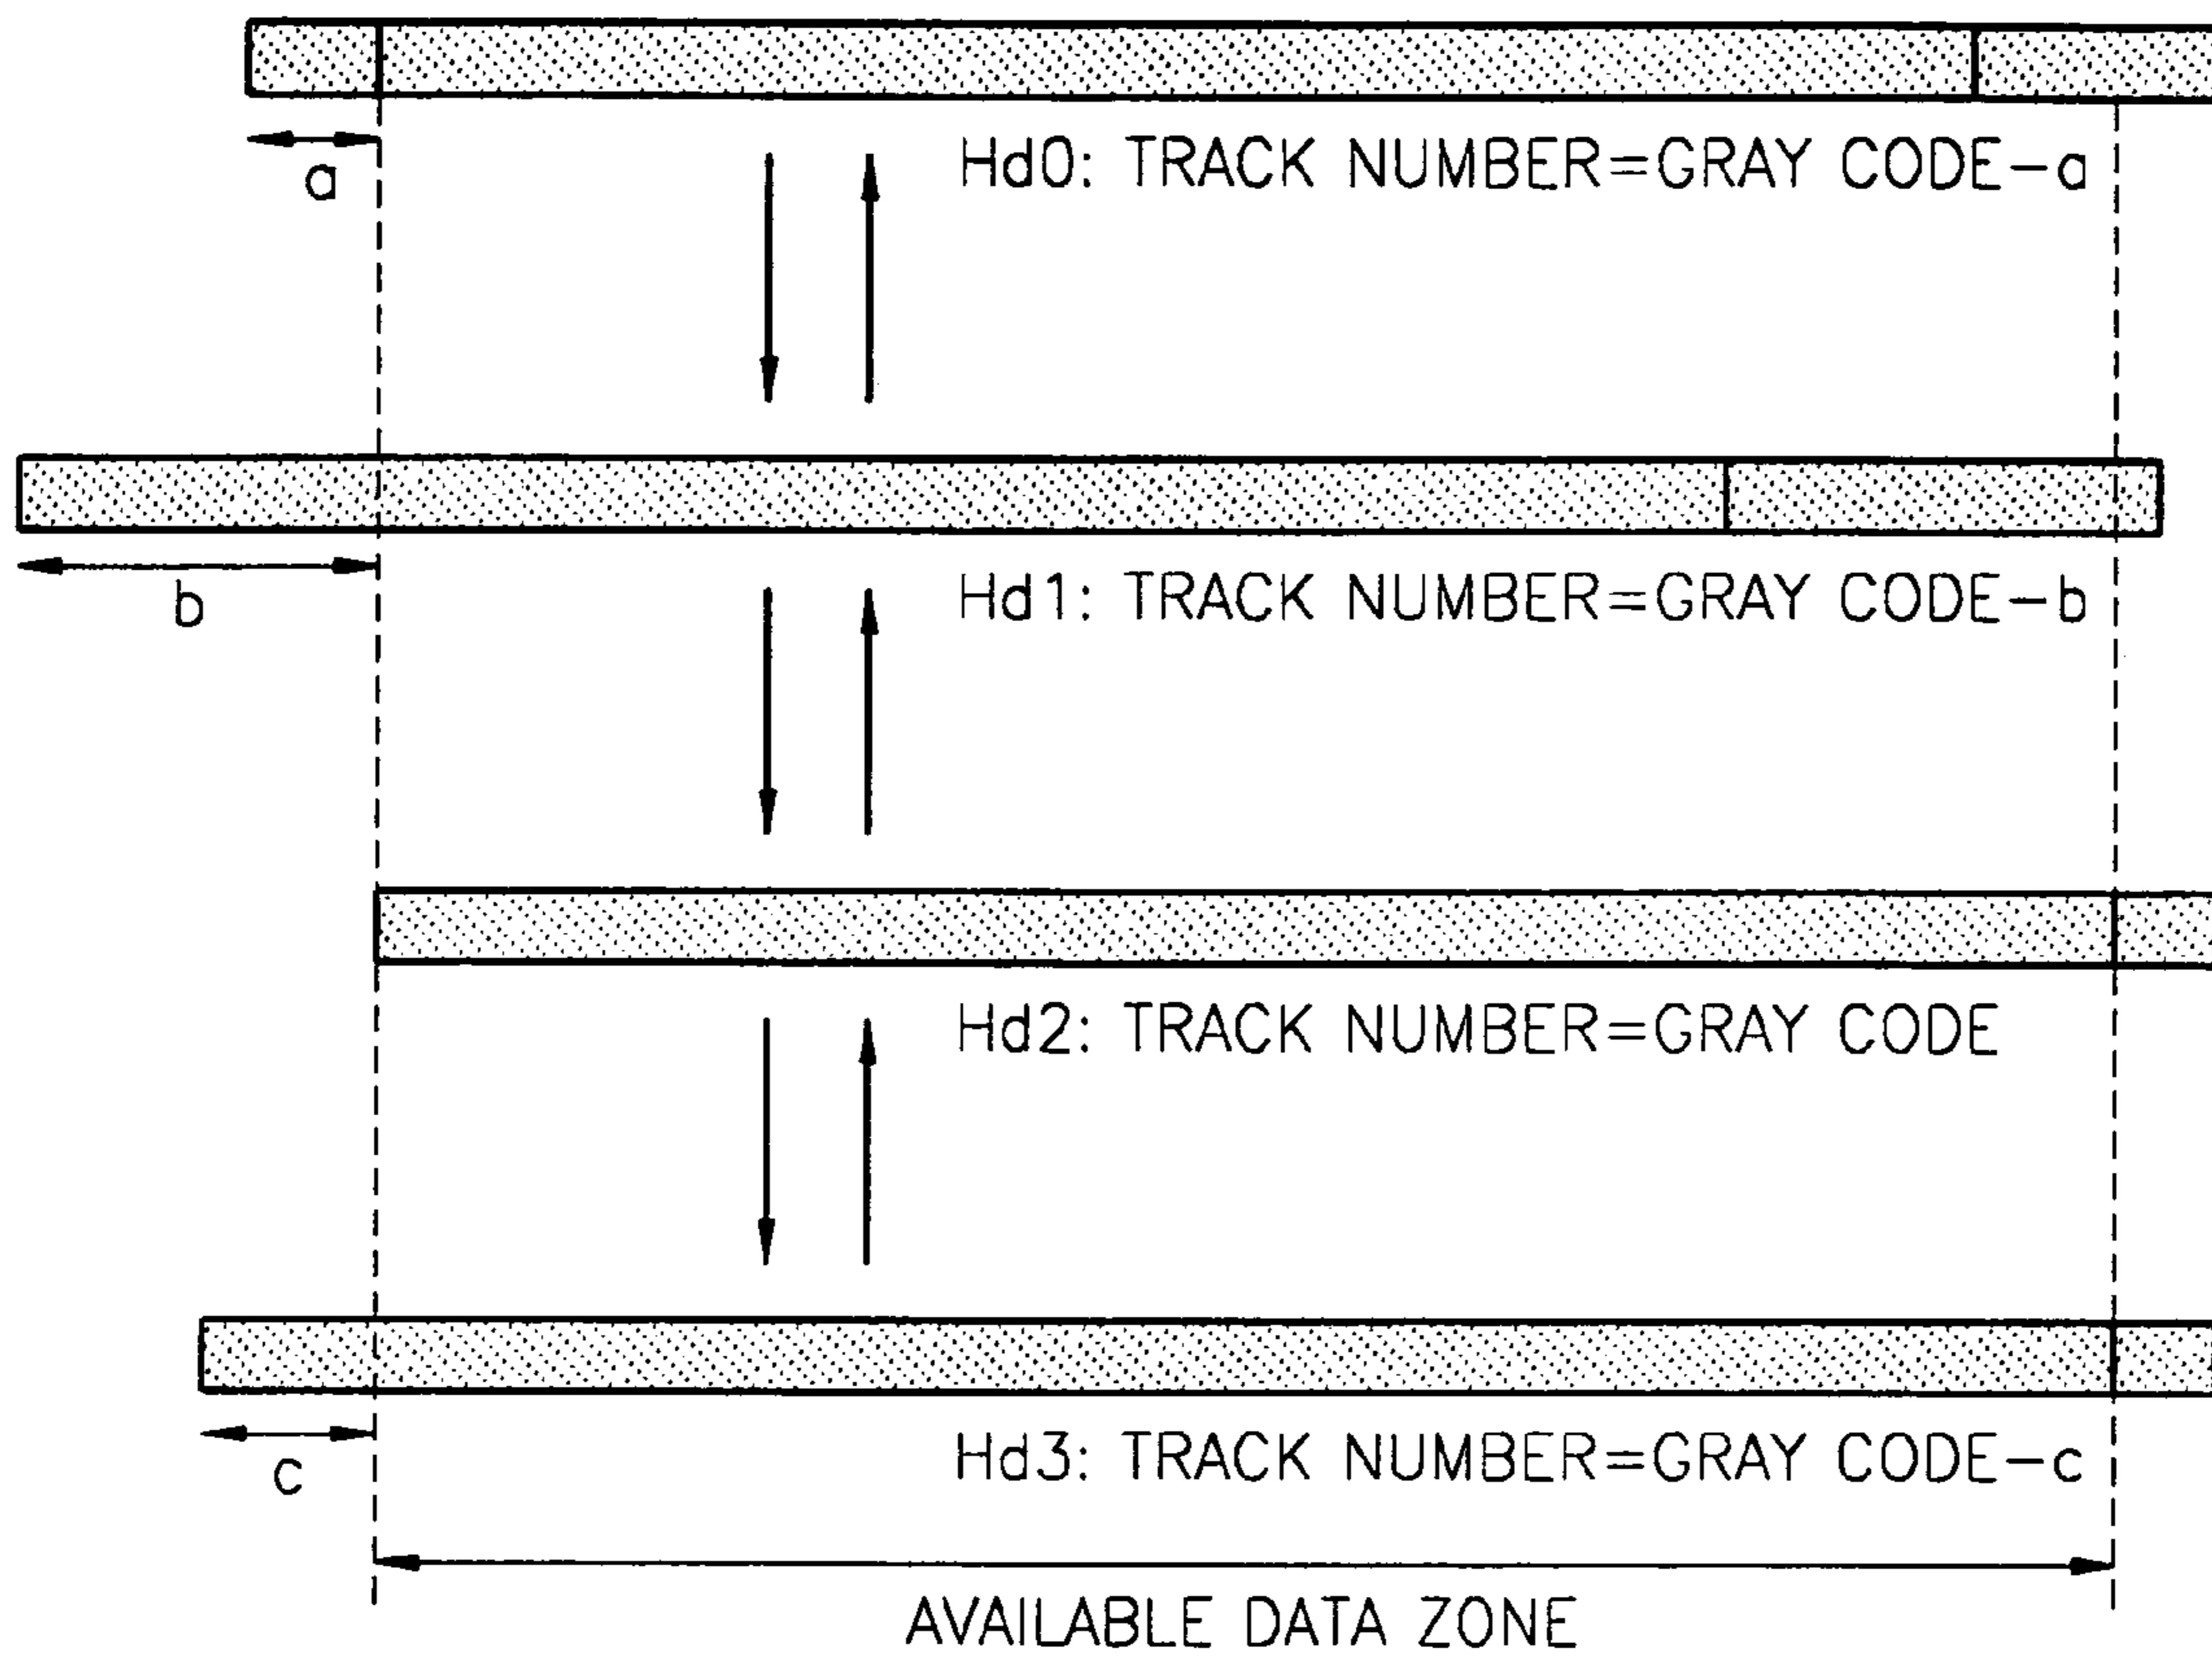 a
Hd0: TRACK NUMBER=GRAY CODE-a
b
Hd1: TRACK NUMBER=GRAY CODE-b
Hd2: TRACK NUMBER=GRAY CODE
c
Hd3: TRACK NUMBER=GRAY CODE-c
AVAILABLE DATA ZONE